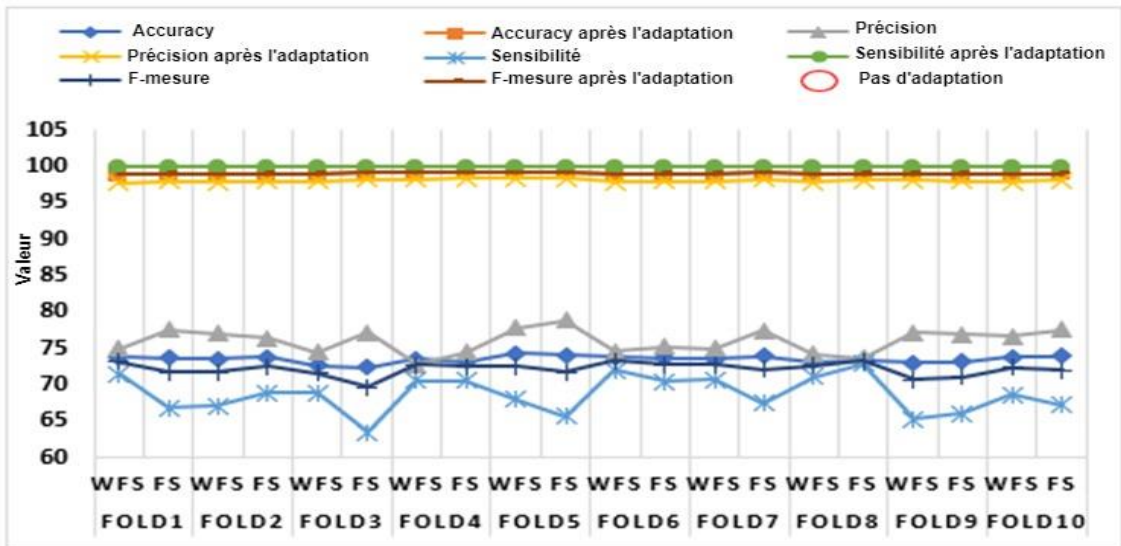 Accuracy
Accuracy après l'adaptation
Précision
Précision après l'adaptation
Sensibilité
Sensibilité après l'adaptation
F-mesure
F-mesure après l'adaptation
Pas d'adaptation
Valeur
105
100
95
90
85
80
75
70
65
60
WFS FS WFS FS WFS FS WFS FS WFS FS WFS FS WFS FS WFS FS WFS FS WFS FS
FOLD1 FOLD2 FOLD3 FOLD4 FOLD5 FOLD6 FOLD7 FOLD8 FOLD9 FOLD10